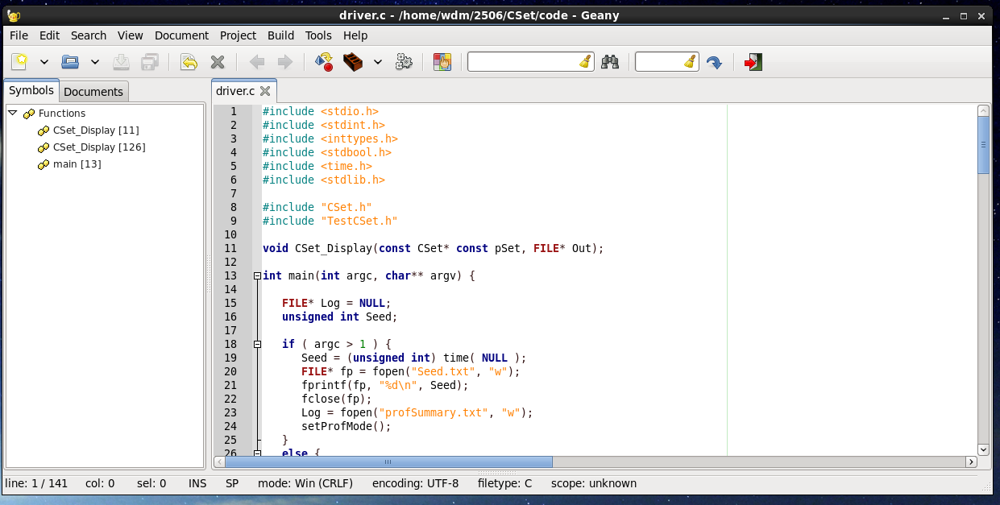 driver.c - /home/wdm/2506/CSet/code - Geany
File Edit Search View Document Project Build Tools Help
Symbols Documents
Functions
CSet_Display [11]
CSet_Display [126]
main [13]
driver.c
1 #include <stdio.h>
2 #include <stdint.h>
3 #include <inttypes.h>
4 #include <stdbool.h>
5 #include <time.h>
6 #include <stdlib.h>
7
8 #include "CSet.h"
9 #include "TestCSet.h"
10
11 void CSet_Display(const CSet* const pSet, FILE* Out);
12
13 int main(int argc, char** argv) {
14
15 FILE* Log = NULL;
16 unsigned int Seed;
17
18 if ( argc > 1 ) {
19 Seed = (unsigned int) time( NULL );
20 FILE* fp = fopen("Seed.txt", "w");
21 fprintf(fp, "%d\n", Seed);
22 fclose(fp);
23 Log = fopen("profSummary.txt", "w");
24 setProfMode();
25 }
26 else {
line: 1 / 141 col: 0 sel: 0 INS SP mode: Win (CRLF) encoding: UTF-8 filetype: C scope: unknown